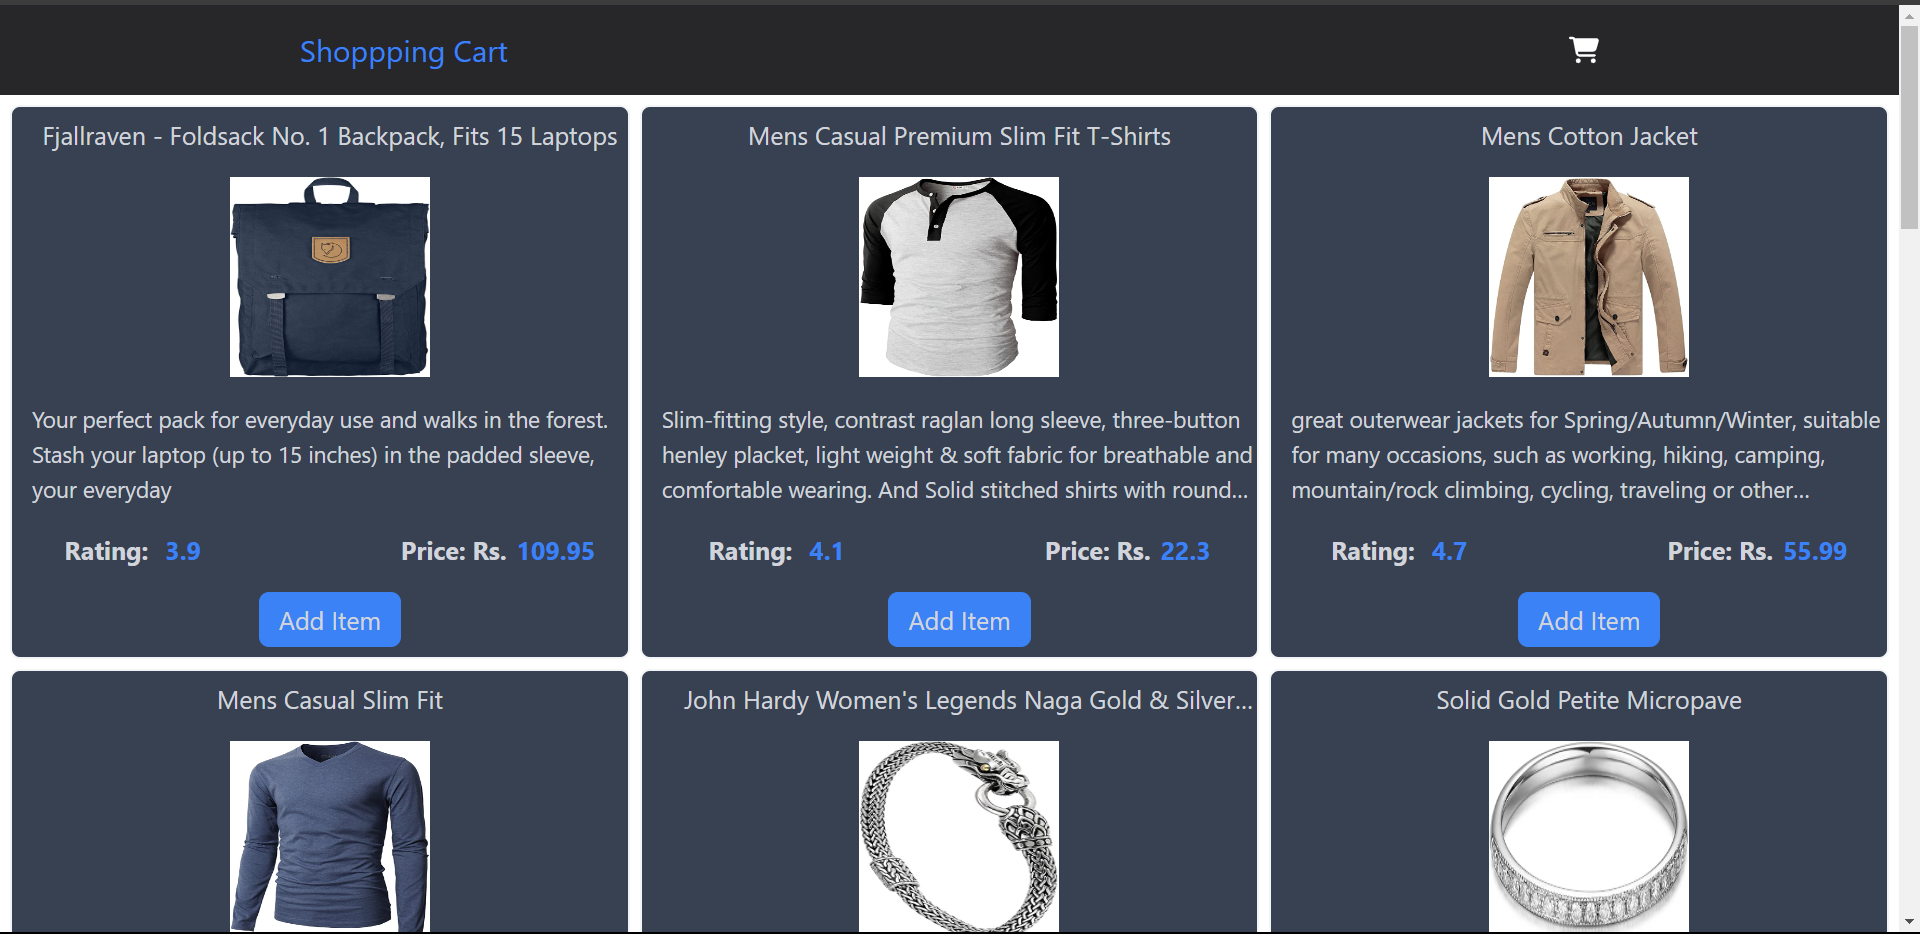 Shoppping Cart
Fjallraven - Foldsack No. 1 Backpack, Fits 15 Laptops
Your perfect pack for everyday use and walks in the forest.
Stash your laptop (up to 15 inches) in the padded sleeve,
your everyday
Rating: 3.9 Price: Rs. 109.95
Add Item
Mens Casual Premium Slim Fit T-Shirts
Slim-fitting style, contrast raglan long sleeve, three-button
henley placket, light weight & soft fabric for breathable and
comfortable wearing. And Solid stitched shirts with round...
Rating: 4.1 Price: Rs. 22.3
Add Item
Mens Cotton Jacket
great outerwear jackets for Spring/Autumn/Winter, suitable
for many occasions, such as working, hiking, camping,
mountain/rock climbing, cycling, traveling or other...
Rating: 4.7 Price: Rs. 55.99
Add Item
Mens Casual Slim Fit
John Hardy Women's Legends Naga Gold & Silver...
Solid Gold Petite Micropave